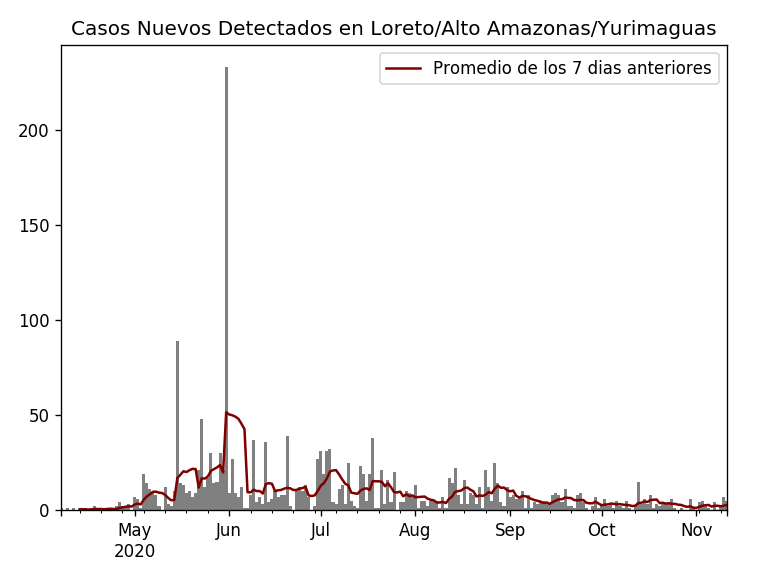 Casos Nuevos Detectados en Loreto/Alto Amazonas/Yurimaguas
Promedio de los 7 dias anteriores
200
150
100
50
0
May Jun Jul Aug Sep Oct Nov
2020